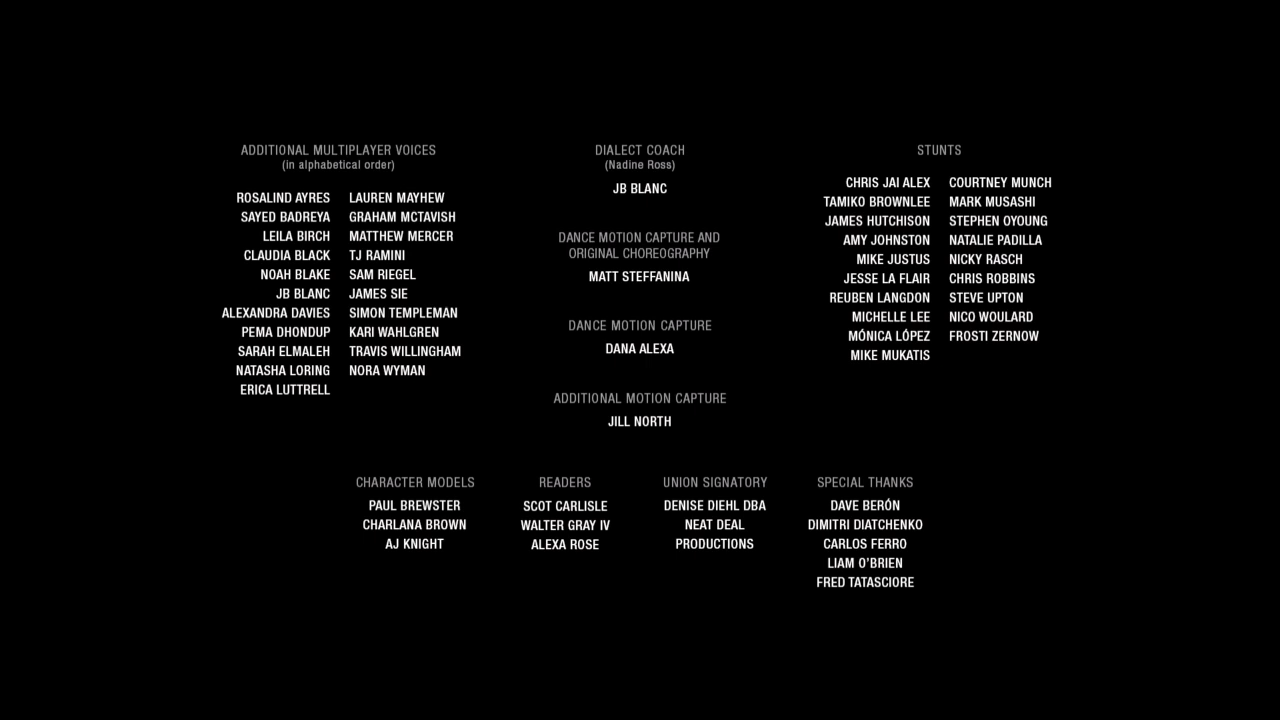 ADDITIONAL MULTIPLAYER VOICES
(in alphabetical order)
ROSALIND AYRES
SAYED BADREYA
LEILA BIRCH
CLAUDIA BLACK
NOAH BLAKE
JB BLANC
ALEXANDRA DAVIES
PEMA DHONDUP
SARAH ELMALEH
NATASHA LORING
ERICA LUTTRELL
LAUREN MAYHEW
GRAHAM MCTAVISH
MATTHEW MERCER
TJ RAMINI
SAM RIEGEL
JAMES SIE
SIMON TEMPLEMAN
KARI WAHLGREN
TRAVIS WILLINGHAM
NORA WYMAN
DIALECT COACH
(Nadine Ross)
JB BLANC
DANCE MOTION CAPTURE AND
ORIGINAL CHOREOGRAPHY
MATT STEFFANINA
DANCE MOTION CAPTURE
DANA ALEXA
ADDITIONAL MOTION CAPTURE
JILL NORTH
STUNTS
CHRIS JAI ALEX
TAMIKO BROWNLEE
JAMES HUTCHISON
AMY JOHNSTON
MIKE JUSTUS
JESSE LA FLAIR
REUBEN LANGDON
MICHELLE LEE
MÓNICA LÓPEZ
MIKE MUKATIS
COURTNEY MUNCH
MARK MUSASHI
STEPHEN OYOUNG
NATALIE PADILLA
NICKY RASCH
CHRIS ROBBINS
STEVE UPTON
NICO WOULARD
FROSTI ZERNOW
CHARACTER MODELS
PAUL BREWSTER
CHARLANA BROWN
AJ KNIGHT
READERS
SCOT CARLISLE
WALTER GRAY IV
ALEXA ROSE
UNION SIGNATORY
DENISE DIEHL DBA
NEAT DEAL
PRODUCTIONS
SPECIAL THANKS
DAVE BERÓN
DIMITRI DIATCHENKO
CARLOS FERRO
LIAM O'BRIEN
FRED TATASCIORE